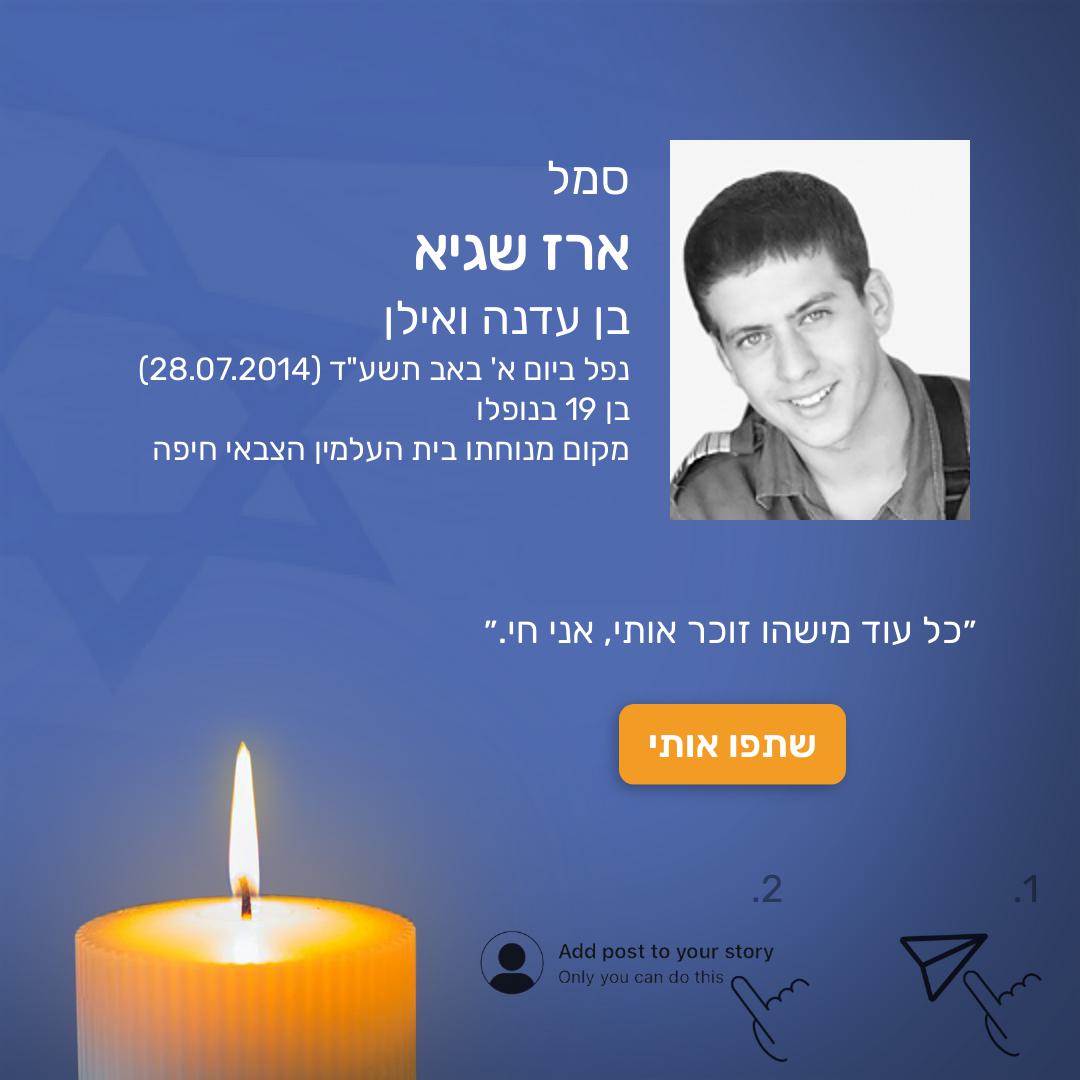 סמל
ארז שגיא
בן עדנה ואילן
נפל ביום א' באב תשע"ד (28.07.2014)
בן 19 בנופלו
מקום מנוחתו בית העלמין הצבאי חיפה
״כל עוד מישהו זוכר אותי, אני חי.״
שתפו אותי
.1
.2
Add post to your story
Only you can do this